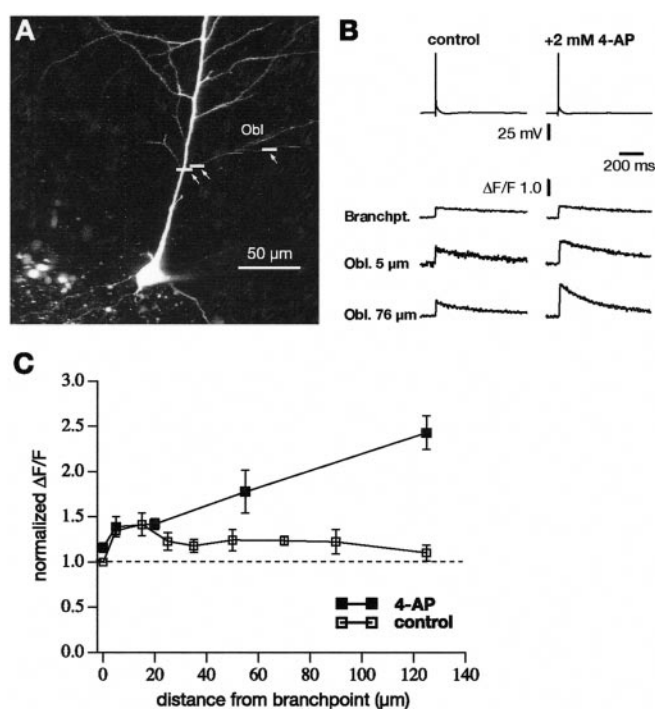 A
Obl
50 µm
B
control +2 mM 4-AP
25 mV
200 ms
ΔF/F 1.0
Branchpt.
Obl. 5 µm
Obl. 76 µm
C
3.0
2.5
2.0
1.5
1.0
0.5
0.0
normalized ΔF/F
4-AP
control
0 20 40 60 80 100 120 140
distance from branchpoint (µm)